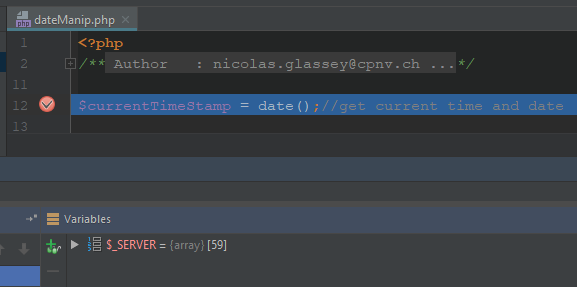 php dateManip.php ×
1 <?php
2 /** Author : nicolas.glassey@cpnv.ch ...*/
11
12 $currentTimeStamp = date();//get current time and date
13
Variables
$_SERVER = {array} [59]